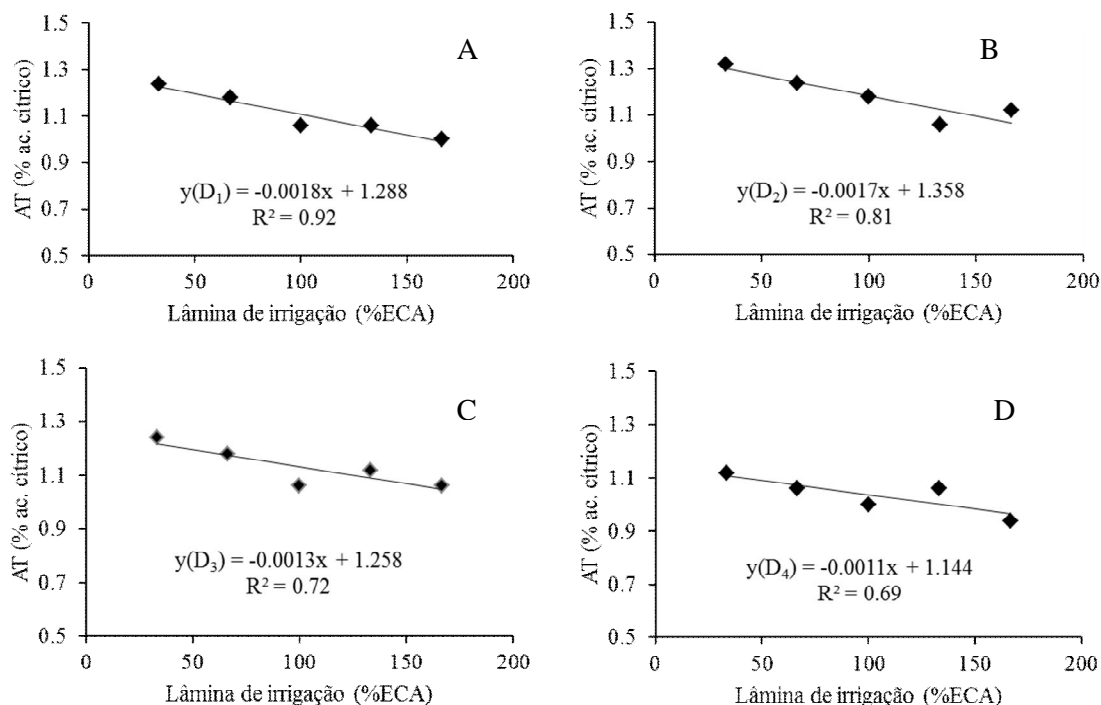 A
AT (% ac. cítrico)
1.5
1.3
1.1
0.9
0.7
0.5
y(D₁) = -0.0018x + 1.288
R² = 0.92
0 50 100 150 200
Lâmina de irrigação (%ECA)
B
AT (% ac. cítrico)
1.5
1.3
1.1
0.9
0.7
0.5
y(D₂) = -0.0017x + 1.358
R² = 0.81
0 50 100 150 200
Lâmina de irrigação (%ECA)
C
AT (% ac. cítrico)
1.5
1.3
1.1
0.9
0.7
0.5
y(D₃) = -0.0013x + 1.258
R² = 0.72
0 50 100 150 200
Lâmina de irrigação (%ECA)
D
AT (% ac. cítrico)
1.5
1.3
1.1
0.9
0.7
0.5
y(D₄) = -0.0011x + 1.144
R² = 0.69
0 50 100 150 200
Lâmina de irrigação (%ECA)